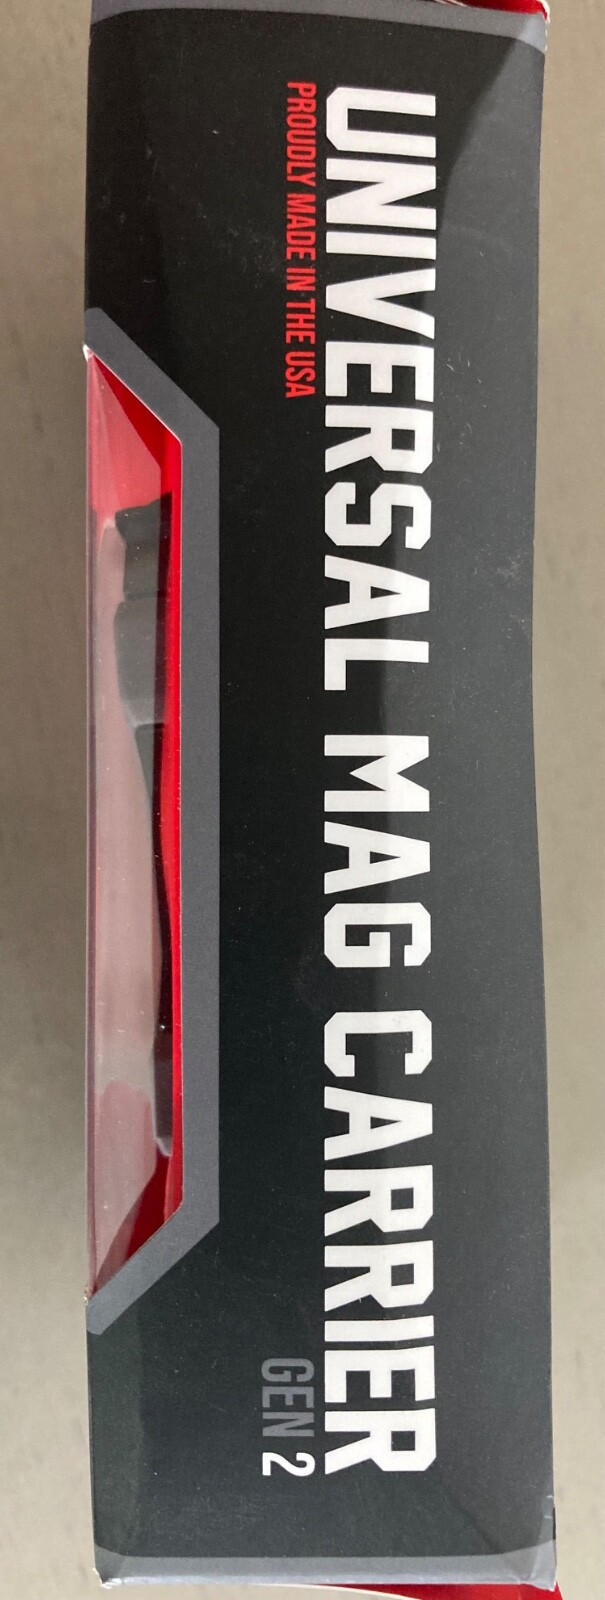 UNIVERSAL MAG CARRIER
PROUDLY MADE IN THE USA
GEN 2